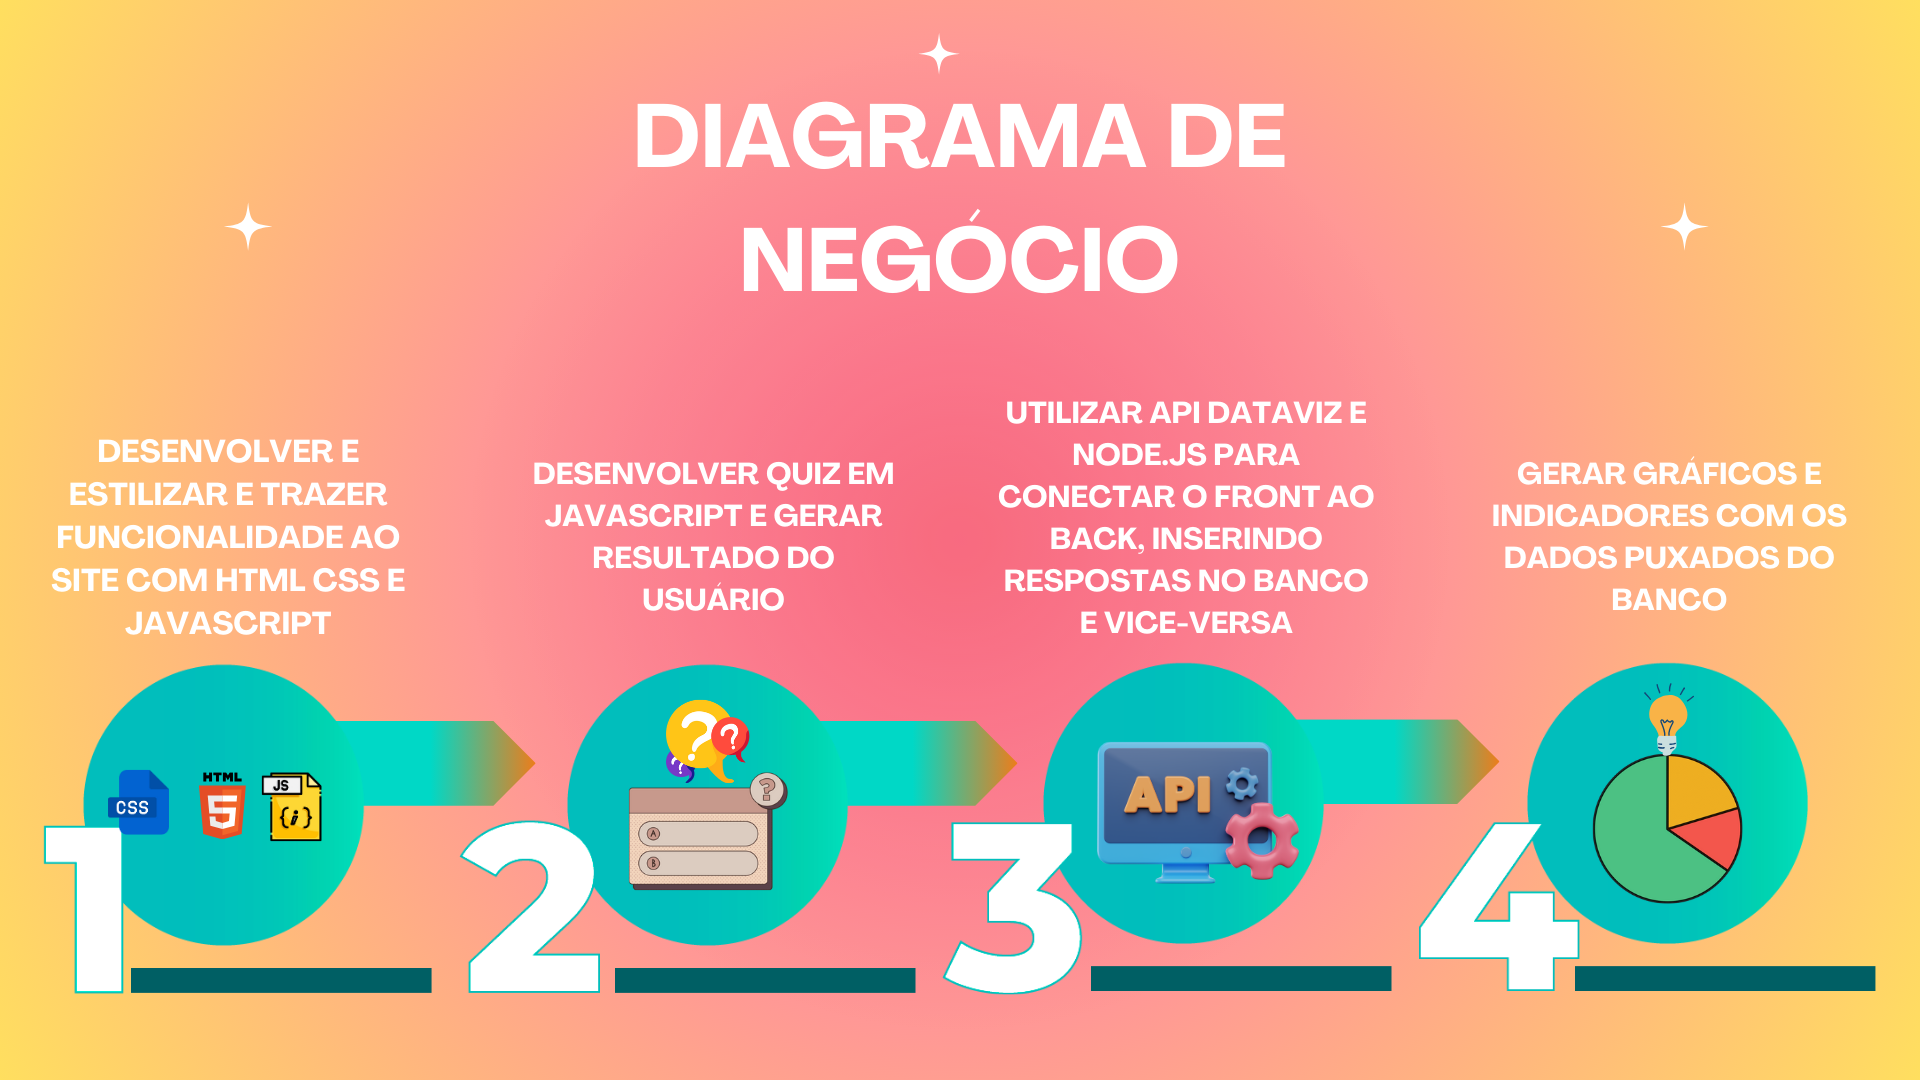 DIAGRAMA DE
NEGÓCIO
DESENVOLVER E
ESTILIZAR E TRAZER
FUNCIONALIDADE AO
SITE COM HTML CSS E
JAVASCRIPT
DESENVOLVER QUIZ EM
JAVASCRIPT E GERAR
RESULTADO DO
USUÁRIO
UTILIZAR API DATAVIZ E
NODE.JS PARA
CONECTAR O FRONT AO
BACK, INSERINDO
RESPOSTAS NO BANCO
E VICE-VERSA
GERAR GRÁFICOS E
INDICADORES COM OS
DADOS PUXADOS DO
BANCO
1
CSS
HTML
5
JS
{i}
2
?
?
?
?
A
B
3
API
4